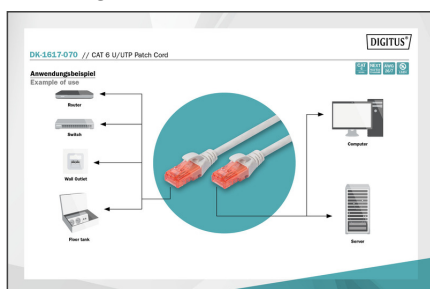 DIGITUS®
DK-1617-070 // CAT 6 U/UTP Patch Cord
Anwendungsbeispiel
Example of use
Router
Switch
Wall Outlet
Floor tank
Computer
Server